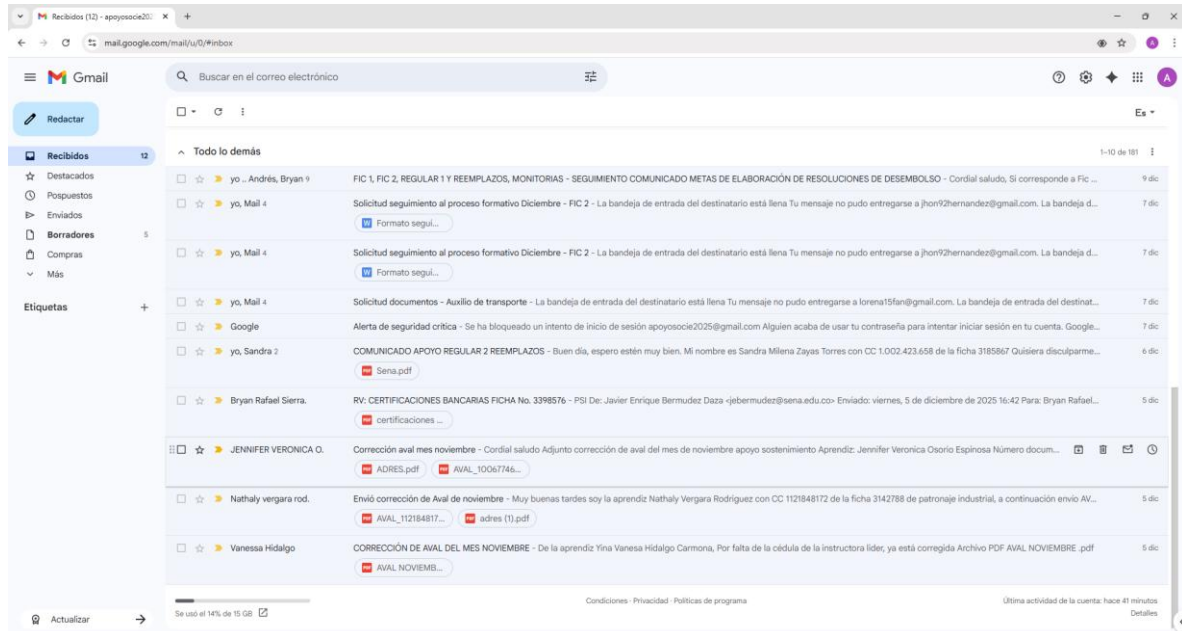 Recibidos (12) - apoyosocie202
mail.google.com/mail/u/0/#inbox
A
Gmail
Buscar en el correo electrónico
A
Redactar
Es
Recibidos 12
Destacados
Pospuestos
Enviados
Borradores 5
Compras
Más
Etiquetas
Todo lo demás 1–10 de 181
yo .. Andrés, Bryan 9 FIC 1, FIC 2, REGULAR 1 Y REEMPLAZOS, MONITORIAS - SEGUIMIENTO COMUNICADO METAS DE ELABORACIÓN DE RESOLUCIONES DE DESEMBOLSO - Cordial saludo, Si corresponde a Fic ... 9 dic
yo, Mail 4 Solicitud seguimiento al proceso formativo Diciembre - FIC 2 - La bandeja de entrada del destinatario está llena Tu mensaje no pudo entregarse a jhon92hernandez@gmail.com. La bandeja d... 7 dic
W Formato segui...
yo, Mail 4 Solicitud seguimiento al proceso formativo Diciembre - FIC 2 - La bandeja de entrada del destinatario está llena Tu mensaje no pudo entregarse a jhon92hernandez@gmail.com. La bandeja d... 7 dic
W Formato segui...
yo, Mail 4 Solicitud documentos - Auxilio de transporte - La bandeja de entrada del destinatario está llena Tu mensaje no pudo entregarse a lorena15fan@gmail.com. La bandeja de entrada del destinat... 7 dic
Google Alerta de seguridad crítica - Se ha bloqueado un intento de inicio de sesión apoyosocie2025@gmail.com Alguien acaba de usar tu contraseña para intentar iniciar sesión en tu cuenta. Google... 7 dic
yo, Sandra 2 COMUNICADO APOYO REGULAR 2 REEMPLAZOS - Buen día, espero estén muy bien. Mi nombre es Sandra Milena Zayas Torres con CC 1.002.423.658 de la ficha 3185867 Quisiera disculparme... 6 dic
PDF Sena.pdf
Bryan Rafael Sierra. RV: CERTIFICACIONES BANCARIAS FICHA No. 3398576 - PSI De: Javier Enrique Bermudez Daza <jebermudez@sena.edu.co> Enviado: viernes, 5 de diciembre de 2025 16:42 Para: Bryan Rafael... 5 dic
PDF certificaciones ...
JENNIFER VERONICA O. Corrección aval mes noviembre - Cordial saludo Adjunto corrección de aval del mes de noviembre apoyo sostenimiento Aprendiz: Jennifer Veronica Osorio Espinosa Número docum...
PDF ADRES.pdf PDF AVAL_10067746...
Nathaly vergara rod. Envió corrección de Aval de noviembre - Muy buenas tardes soy la aprendiz Nathaly Vergara Rodríguez con CC 1121848172 de la ficha 3142788 de patronaje industrial, a continuación envio AV... 5 dic
PDF AVAL_112184817... PDF adres (1).pdf
Vanessa Hidalgo CORRECCIÓN DE AVAL DEL MES NOVIEMBRE - De la aprendiz Yina Vanesa Hidalgo Carmona, Por falta de la cédula de la instructora lider, ya está corregida Archivo PDF AVAL NOVIEMBRE .pdf 5 dic
PDF AVAL NOVIEMB...
Se usó el 14% de 15 GB
Condiciones · Privacidad · Políticas de programa
Última actividad de la cuenta: hace 41 minutos
Detalles
Actualizar